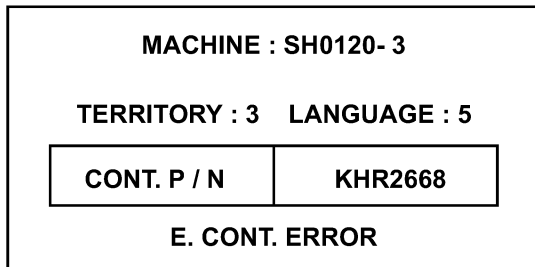 MACHINE : SH0120- 3
TERRITORY : 3 LANGUAGE : 5
CONT. P / N KHR2668
E. CONT. ERROR